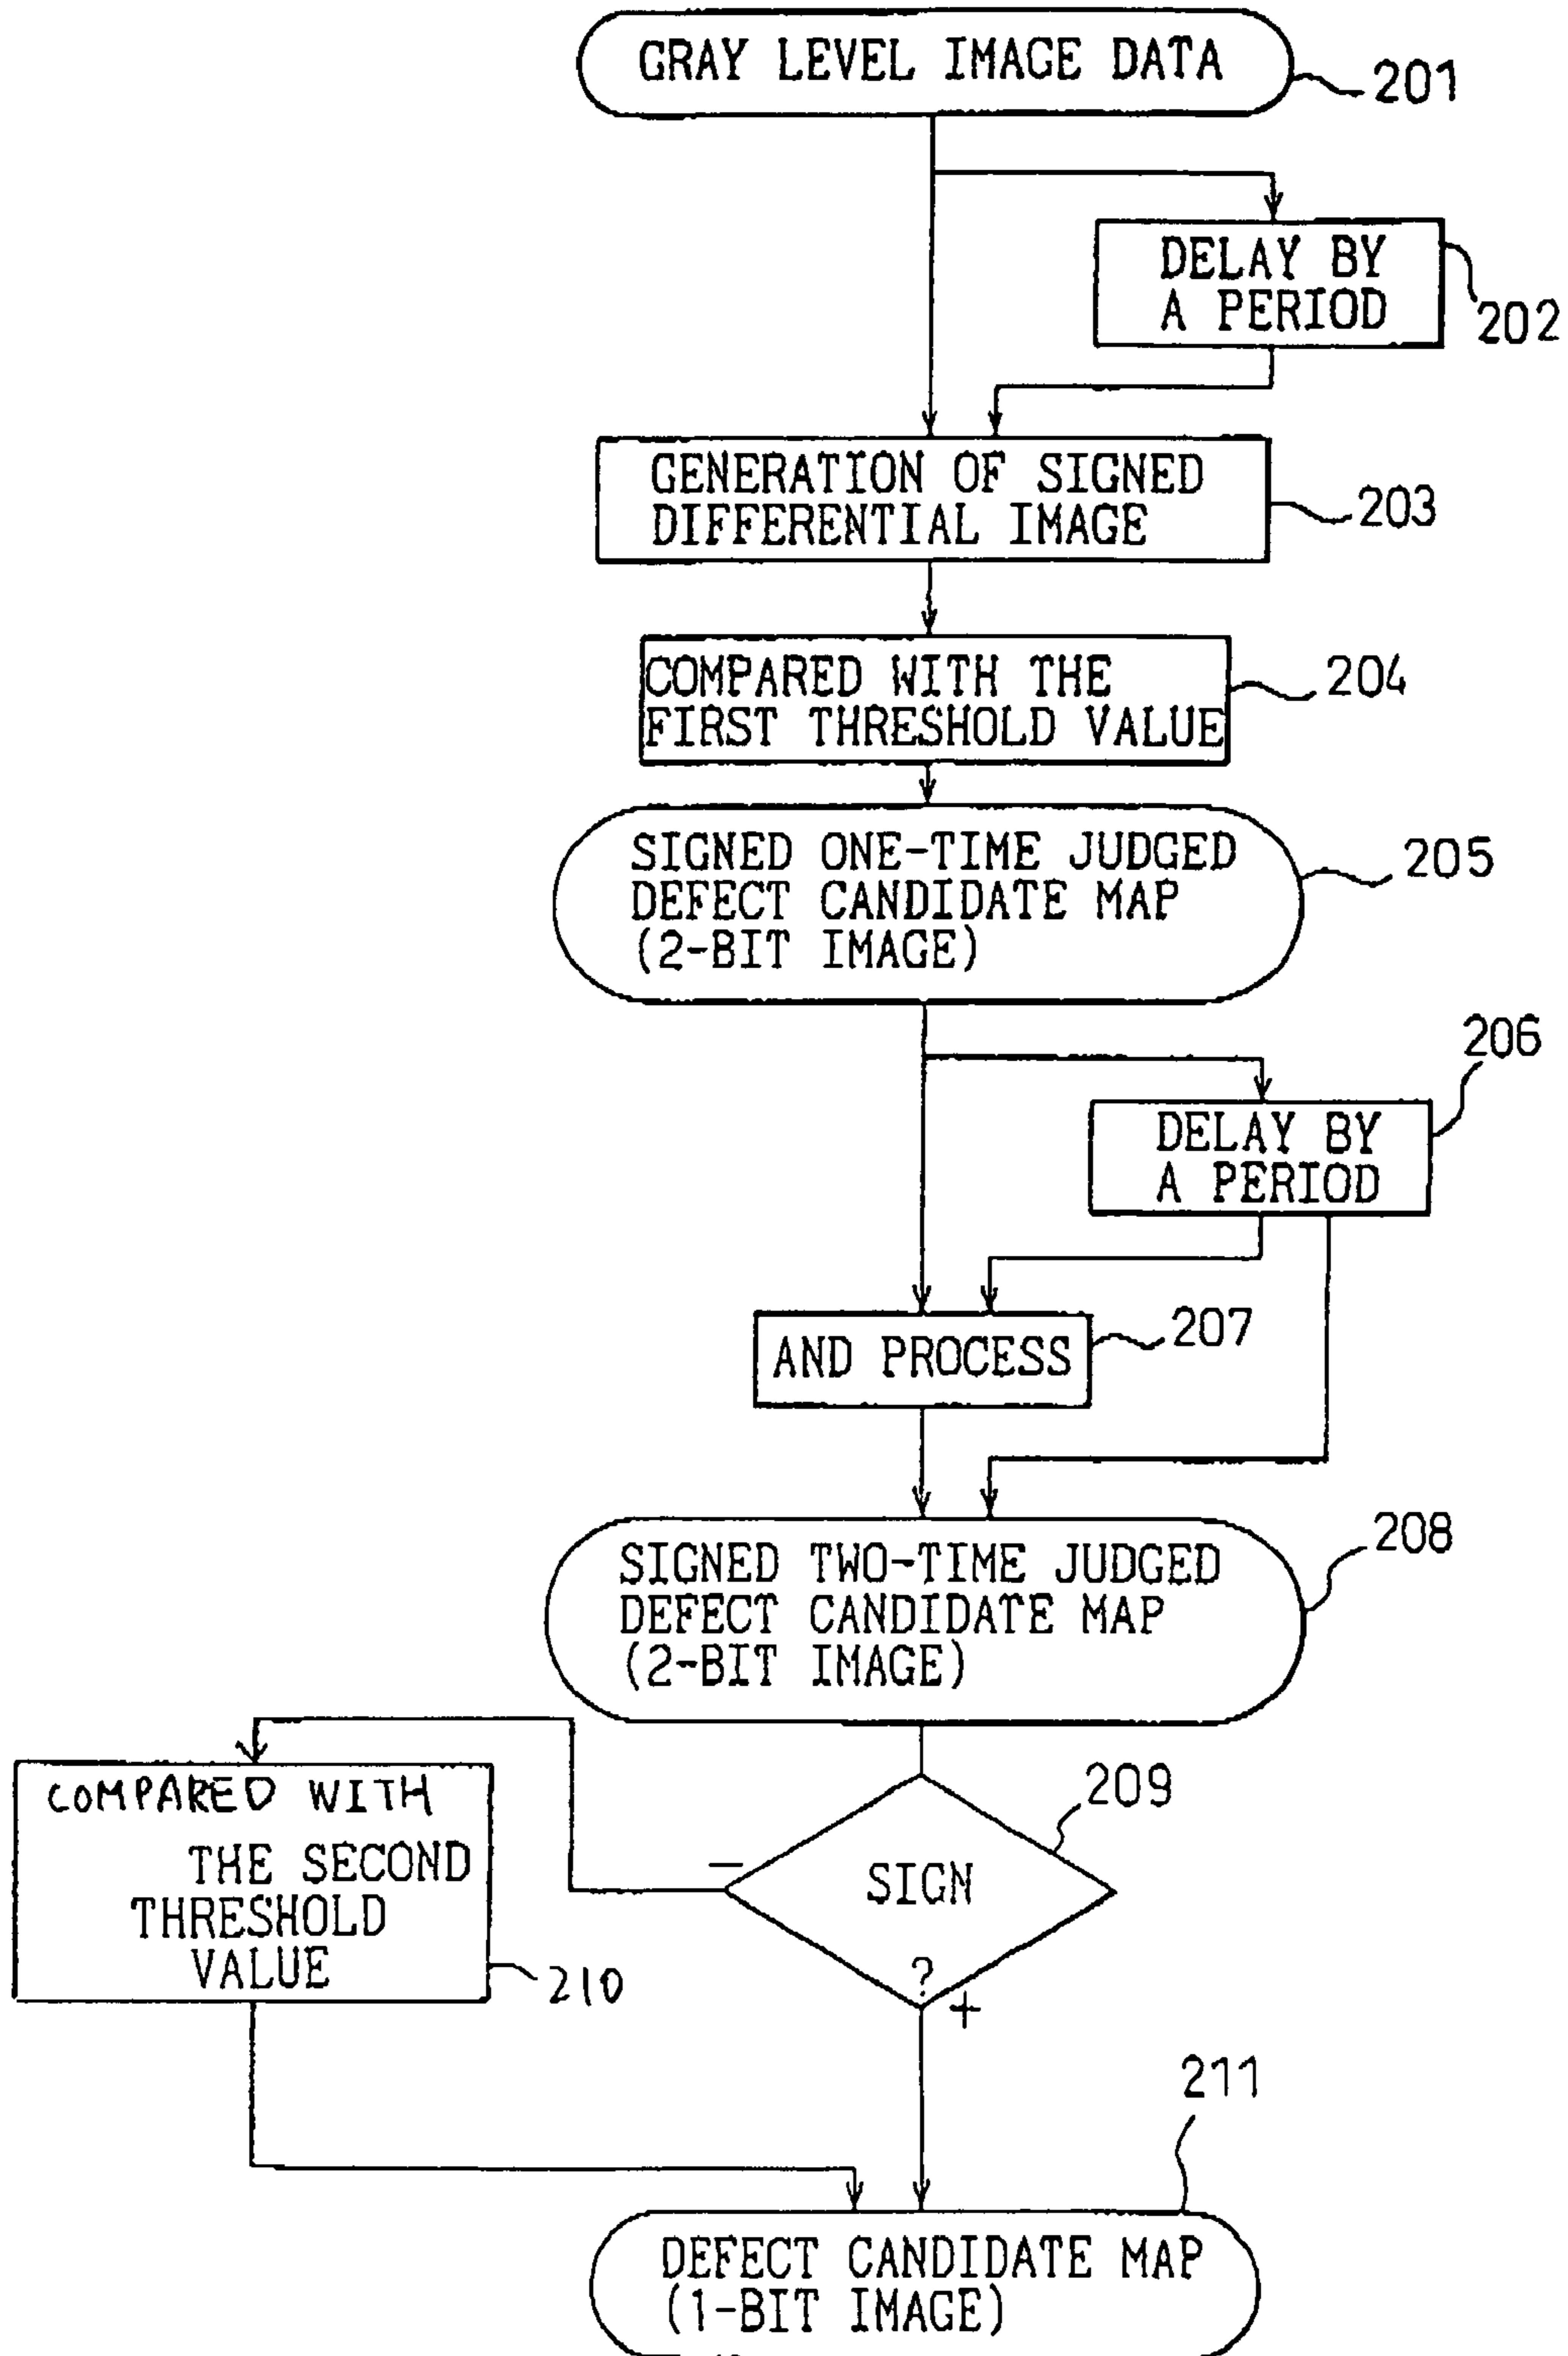 GRAY LEVEL IMAGE DATA
201
DELAY BY
A PERIOD
202
GENERATION OF SIGNED
DIFFERENTIAL IMAGE
203
COMPARED WITH THE
FIRST THRESHOLD VALUE
204
SIGNED ONE-TIME JUDGED
DEFECT CANDIDATE MAP
(2-BIT IMAGE)
205
206
DELAY BY
A PERIOD
AND PROCESS
207
208
SIGNED TWO-TIME JUDGED
DEFECT CANDIDATE MAP
(2-BIT IMAGE)
209
COMPARED WITH
THE SECOND
THRESHOLD
VALUE
210
−
SIGN
?
+
211
DEFECT CANDIDATE MAP
(1-BIT IMAGE)